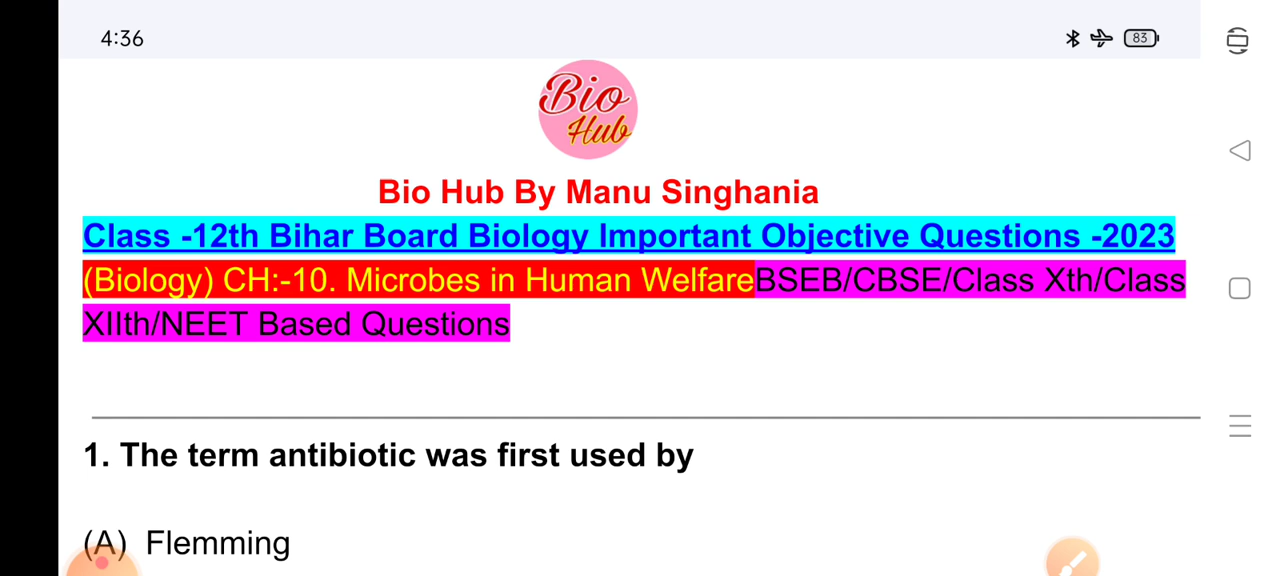 4:36
83
Bio
Hub
Bio Hub By Manu Singhania
Class -12th Bihar Board Biology Important Objective Questions -2023
(Biology) CH:-10. Microbes in Human WelfareBSEB/CBSE/Class Xth/Class
XIIth/NEET Based Questions
1. The term antibiotic was first used by
(A) Flemming